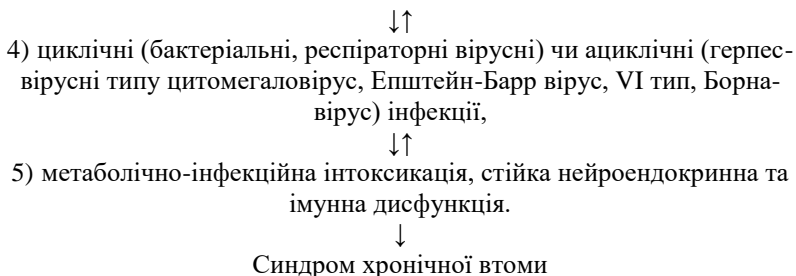 ↓↑
4) циклічні (бактеріальні, респіраторні вірусні) чи ациклічні (герпес-
вірусні типу цитомегаловірус, Епштейн-Барр вірус, VI тип, Борна-
вірус) інфекції,
↓↑
5) метаболічно-інфекційна інтоксикація, стійка нейроендокринна та
імунна дисфункція.
↓
Синдром хронічної втоми